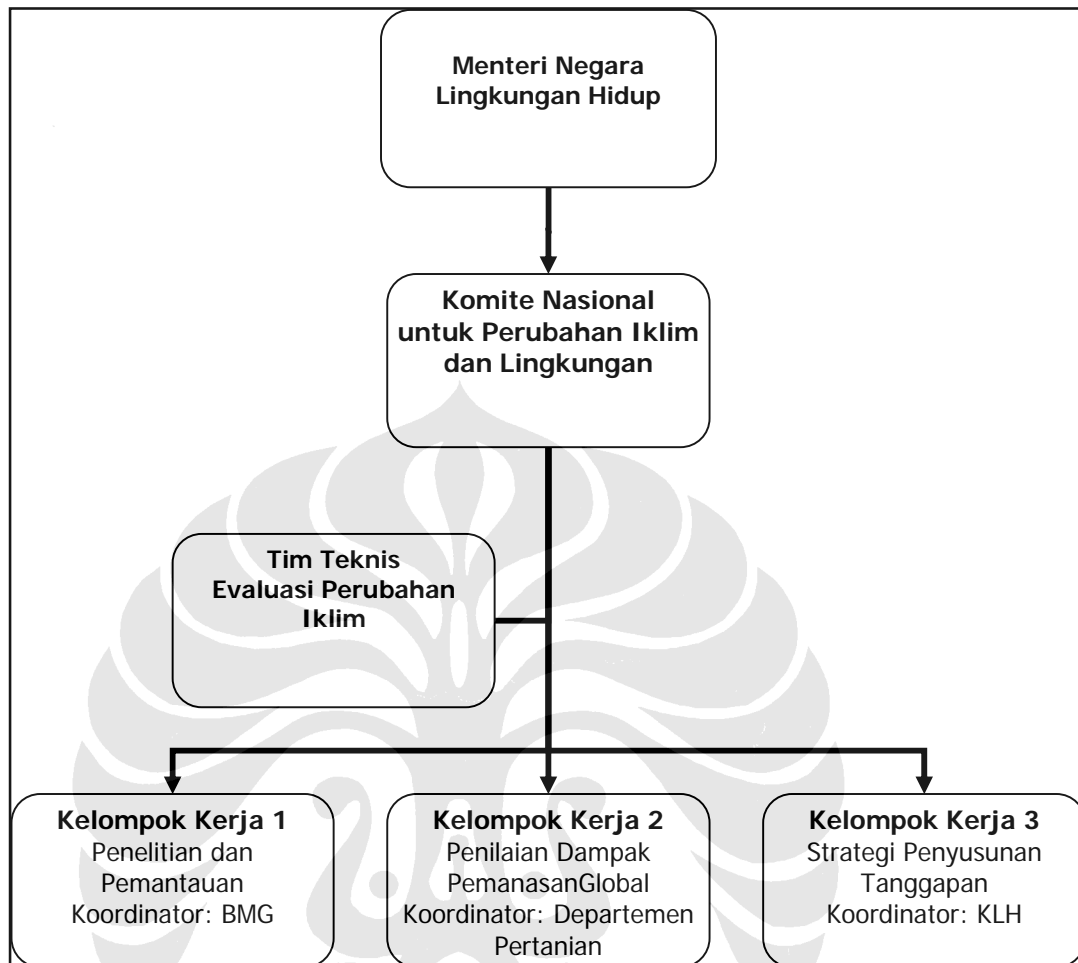 Menteri Negara
Lingkungan Hidup
Komite Nasional
untuk Perubahan Iklim
dan Lingkungan
Tim Teknis
Evaluasi Perubahan
Iklim
Kelompok Kerja 1
Penelitian dan
Pemantauan
Koordinator: BMG
Kelompok Kerja 2
Penilaian Dampak
PemanasanGlobal
Koordinator: Departemen
Pertanian
Kelompok Kerja 3
Strategi Penyusunan
Tanggapan
Koordinator: KLH